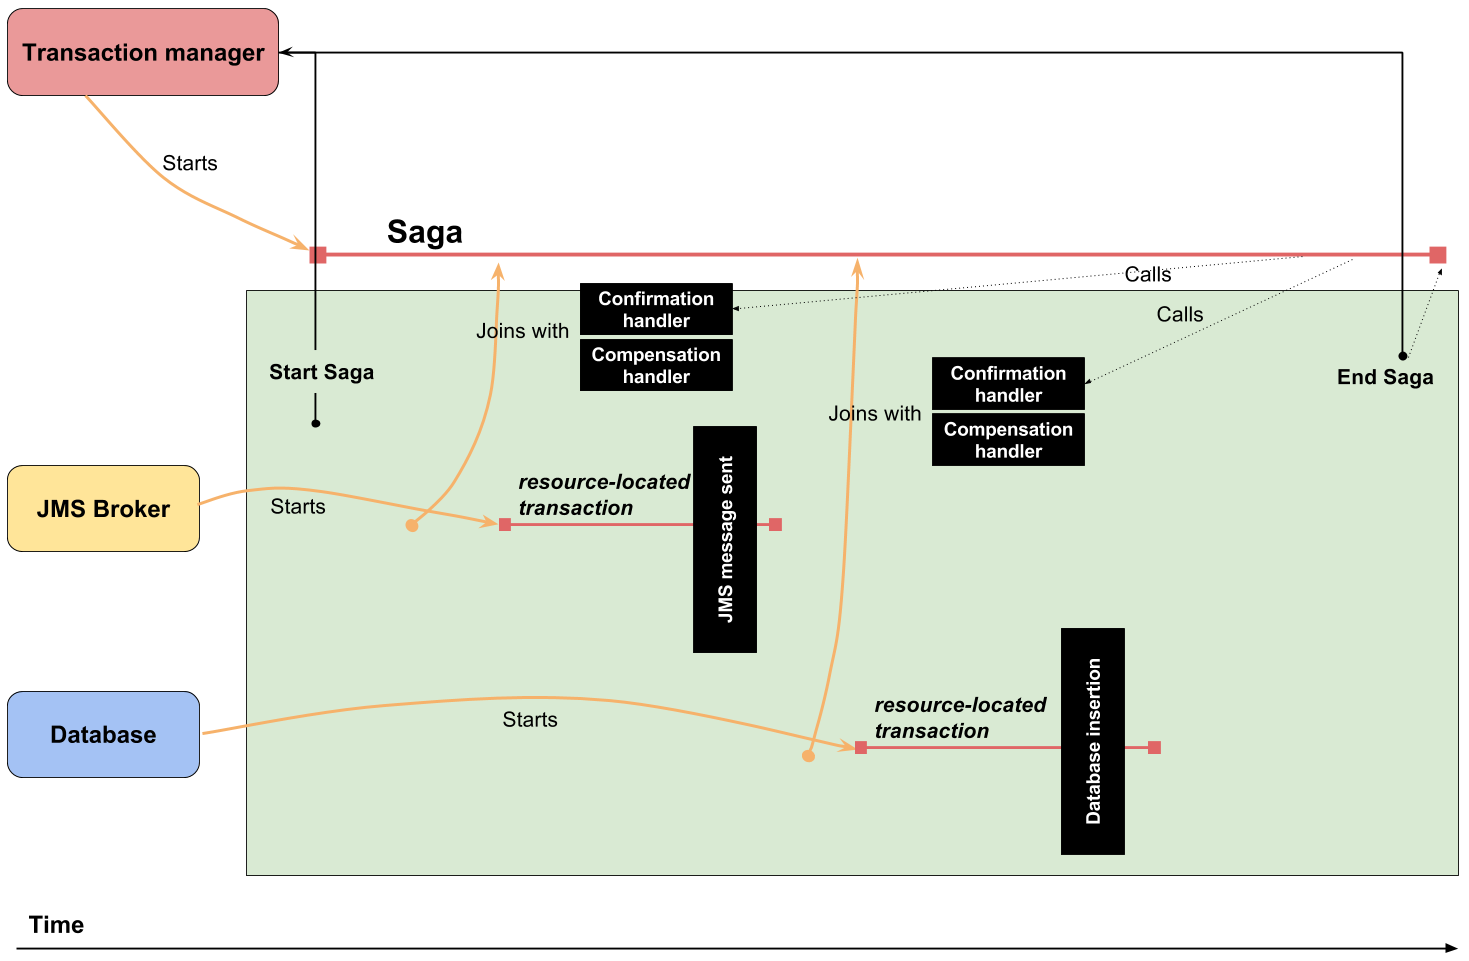 Transaction manager
Starts
Saga
Calls
Confirmation
handler
Calls
Joins with
Compensation
handler
Start Saga
End Saga
Confirmation
handler
Joins with
Compensation
handler
resource-located
transaction
JMS Broker
Starts
JMS message sent
resource-located
transaction
Database
Starts
Database insertion
Time